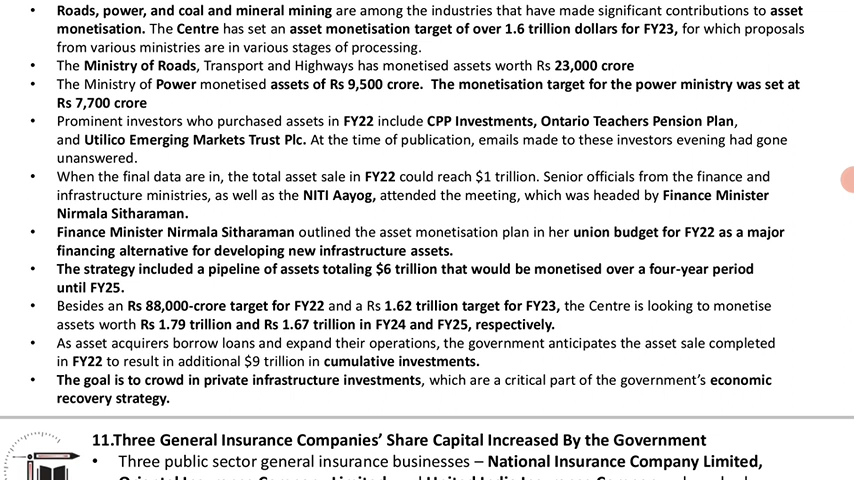 • Roads, power, and coal and mineral mining are among the industries that have made significant contributions to asset
monetisation. The Centre has set an asset monetisation target of over 1.6 trillion dollars for FY23, for which proposals
from various ministries are in various stages of processing.
• The Ministry of Roads, Transport and Highways has monetised assets worth Rs 23,000 crore
• The Ministry of Power monetised assets of Rs 9,500 crore. The monetisation target for the power ministry was set at
Rs 7,700 crore
• Prominent investors who purchased assets in FY22 include CPP Investments, Ontario Teachers Pension Plan,
and Utilico Emerging Markets Trust Plc. At the time of publication, emails made to these investors evening had gone
unanswered.
• When the final data are in, the total asset sale in FY22 could reach $1 trillion. Senior officials from the finance and
infrastructure ministries, as well as the NITI Aayog, attended the meeting, which was headed by Finance Minister
Nirmala Sitharaman.
• Finance Minister Nirmala Sitharaman outlined the asset monetisation plan in her union budget for FY22 as a major
financing alternative for developing new infrastructure assets.
• The strategy included a pipeline of assets totaling $6 trillion that would be monetised over a four-year period
until FY25.
• Besides an Rs 88,000-crore target for FY22 and a Rs 1.62 trillion target for FY23, the Centre is looking to monetise
assets worth Rs 1.79 trillion and Rs 1.67 trillion in FY24 and FY25, respectively.
• As asset acquirers borrow loans and expand their operations, the government anticipates the asset sale completed
in FY22 to result in additional $9 trillion in cumulative investments.
• The goal is to crowd in private infrastructure investments, which are a critical part of the government's economic
recovery strategy.
11.Three General Insurance Companies' Share Capital Increased By the Government
• Three public sector general insurance businesses – National Insurance Company Limited,